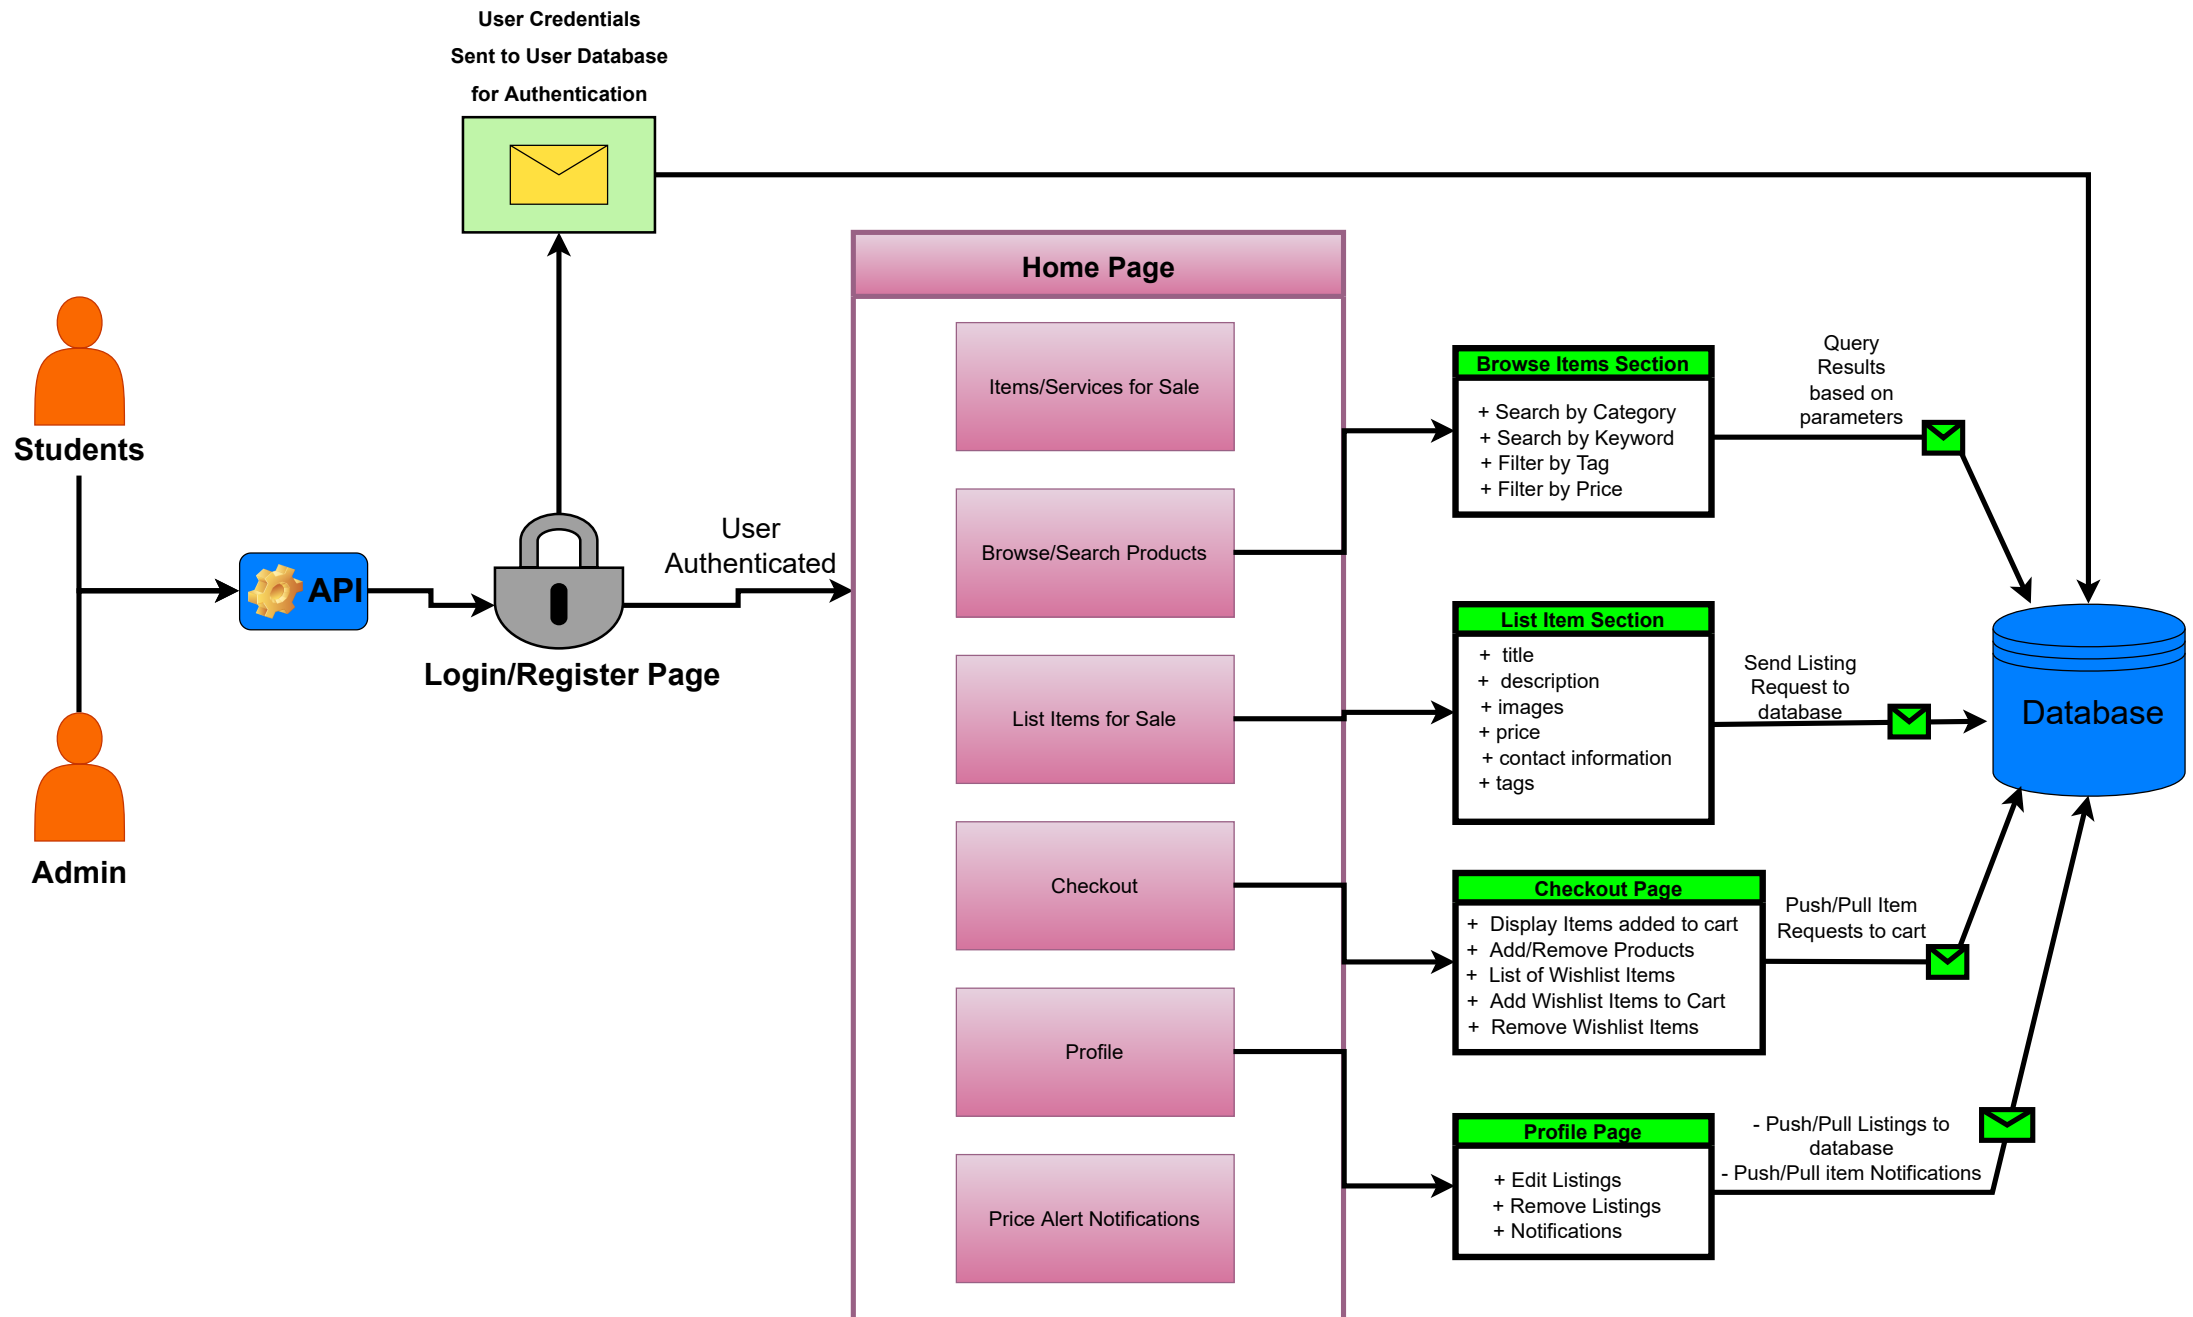 User Credentials
Sent to User Database
for Authentication
Students
Admin
API
Login/Register Page
User
Authenticated
Home Page
Items/Services for Sale
Browse/Search Products
List Items for Sale
Checkout
Profile
Price Alert Notifications
Browse Items Section
+ Search by Category
+ Search by Keyword
+ Filter by Tag
+ Filter by Price
Query
Results
based on
parameters
List Item Section
+ title
+ description
+ images
+ price
+ contact information
+ tags
Send Listing
Request to
database
Checkout Page
+ Display Items added to cart
+ Add/Remove Products
+ List of Wishlist Items
+ Add Wishlist Items to Cart
+ Remove Wishlist Items
Push/Pull Item
Requests to cart
Profile Page
+ Edit Listings
+ Remove Listings
+ Notifications
- Push/Pull Listings to
database
- Push/Pull item Notifications
Database